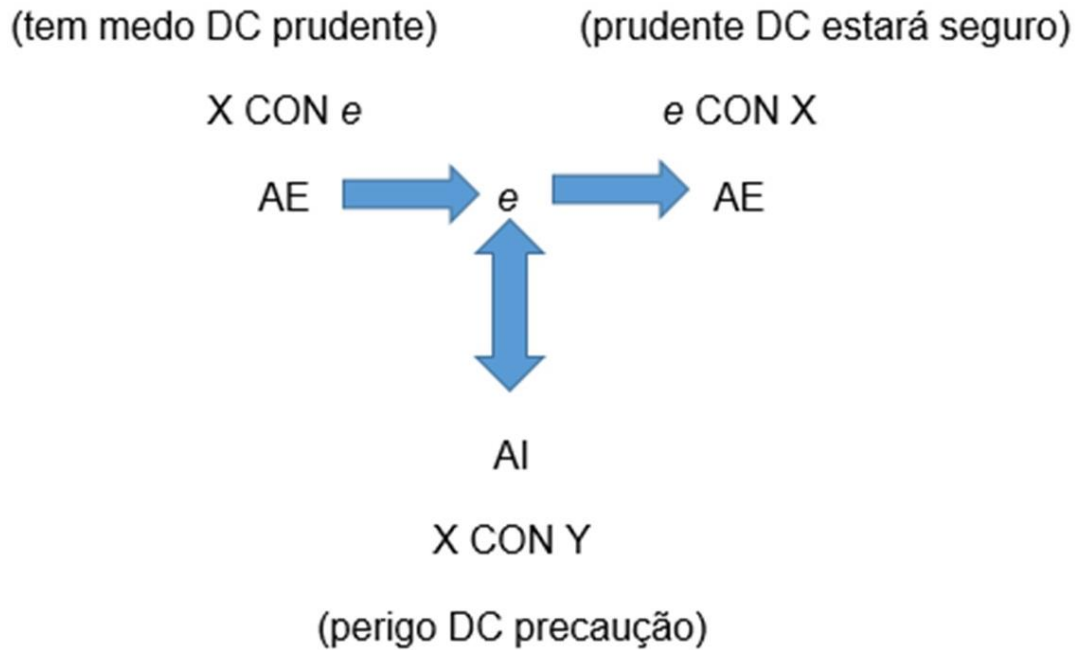 (tem medo DC prudente) (prudente DC estará seguro)
X CON e e CON X
AE e AE
AI
X CON Y
(perigo DC precaução)